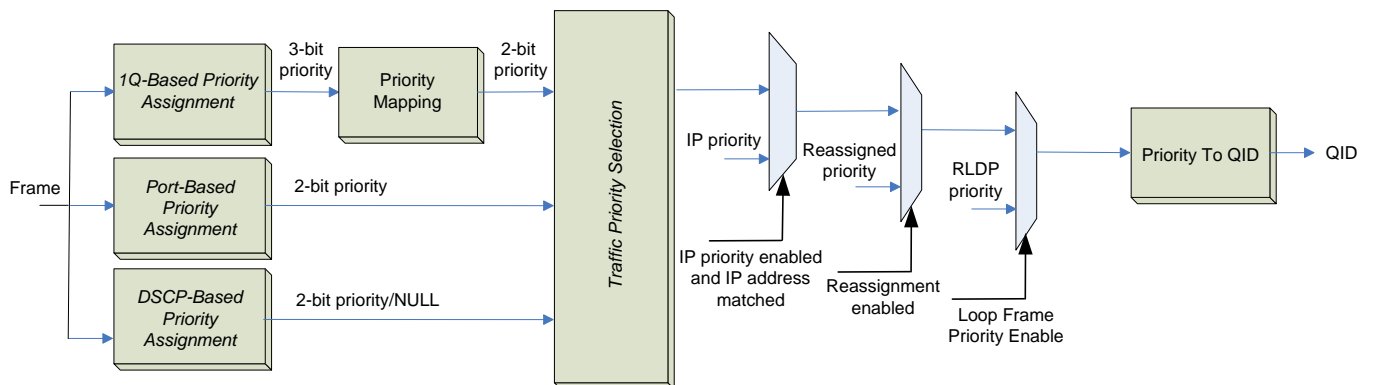 Frame
1Q-Based Priority
Assignment
3-bit
priority
Priority
Mapping
2-bit
priority
Port-Based
Priority
Assignment
2-bit priority
DSCP-Based
Priority
Assignment
2-bit priority/NULL
Traffic Priority Selection
IP priority
IP priority enabled
and IP address
matched
Reassigned
priority
Reassignment
enabled
RLDP
priority
Loop Frame
Priority Enable
Priority To QID
QID